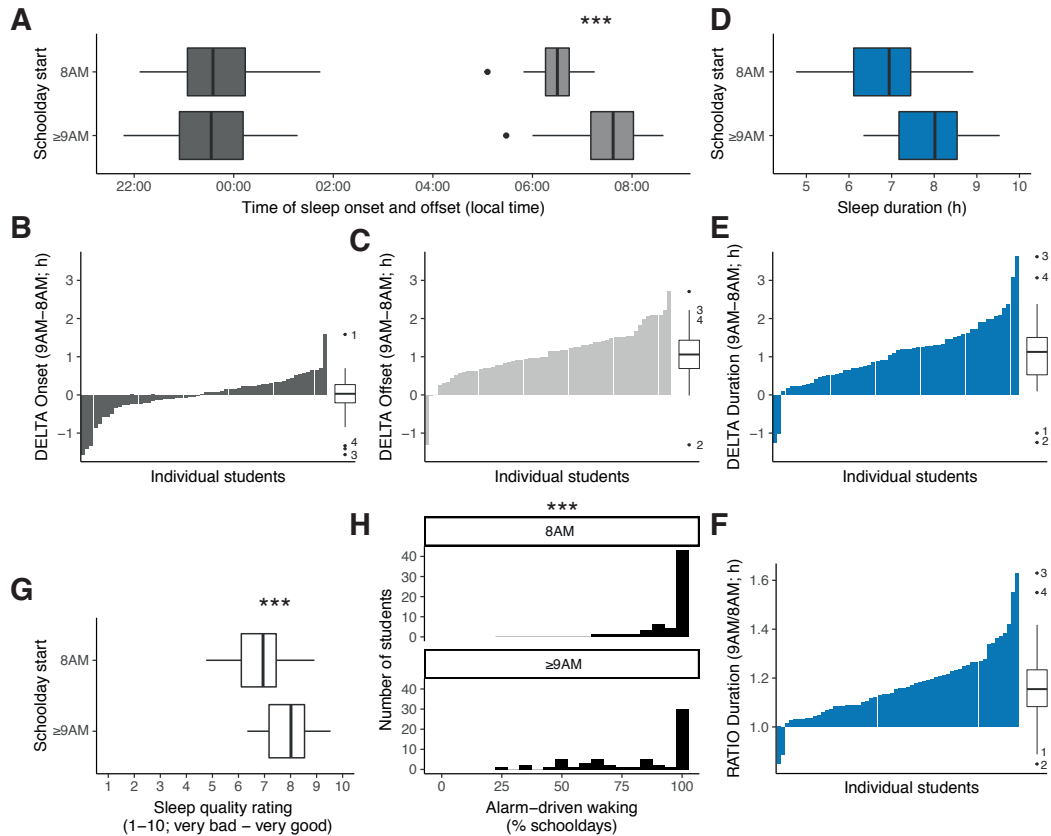 A
***
Schoolday start
8AM
≥9AM
22:00 00:00 02:00 04:00 06:00 08:00
Time of sleep onset and offset (local time)
D
Schoolday start
8AM
≥9AM
5 6 7 8 9 10
Sleep duration (h)
B
DELTA Onset (9AM−8AM; h)
3
2
1
0
−1
1
4
3
Individual students
C
DELTA Offset (9AM−8AM; h)
3
2
1
0
−1
3
4
2
Individual students
E
DELTA Duration (9AM−8AM; h)
3
2
1
0
−1
3
4
1
2
Individual students
G
***
Schoolday start
8AM
≥9AM
1 2 3 4 5 6 7 8 9 10
Sleep quality rating
(1−10; very bad − very good)
H
***
8AM
40
30
20
10
0
≥9AM
40
30
20
10
0
Number of students
0 25 50 75 100
Alarm−driven waking
(% schooldays)
F
RATIO Duration (9AM/8AM; h)
1.6
1.4
1.2
1.0
3
4
1
2
Individual students